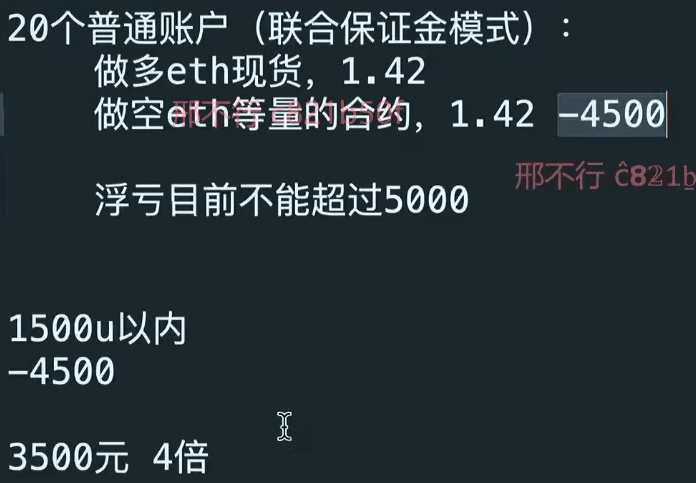 20个普通账户（联合保证金模式）：
做多eth现货，1.42
做空eth等量的合约，1.42 -4500
邢不行
浮亏目前不能超过5000
1500u以内
-4500
3500元 4倍